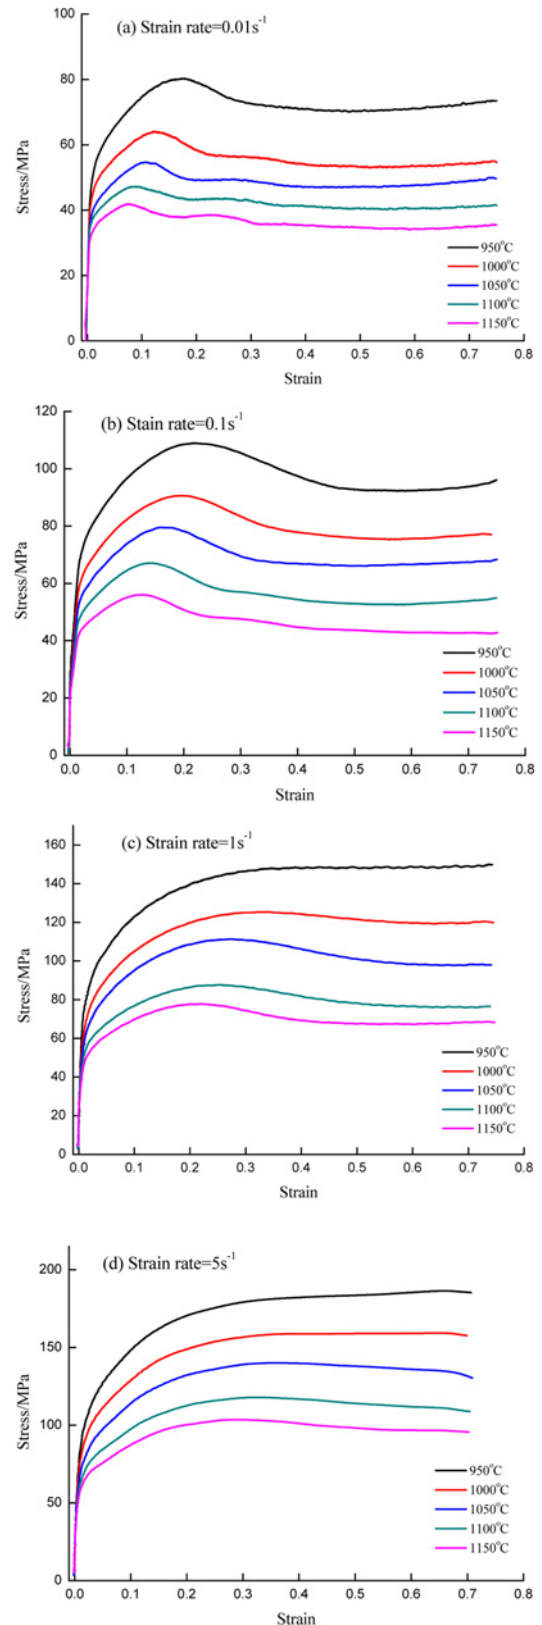 (a) Strain rate=0.01s⁻¹
100
80
60
40
20
0
Stress/MPa
950°C
1000°C
1050°C
1100°C
1150°C
0.0 0.1 0.2 0.3 0.4 0.5 0.6 0.7 0.8
Strain
(b) Stain rate=0.1s⁻¹
120
100
80
60
40
20
0
Stress/MPa
950°C
1000°C
1050°C
1100°C
1150°C
0.0 0.1 0.2 0.3 0.4 0.5 0.6 0.7 0.8
Strain
(c) Strain rate=1s⁻¹
160
140
120
100
80
60
40
20
0
Stress/MPa
950°C
1000°C
1050°C
1100°C
1150°C
0.0 0.1 0.2 0.3 0.4 0.5 0.6 0.7 0.8
Strain
(d) Strain rate=5s⁻¹
200
150
100
50
0
Stress/MPa
950°C
1000°C
1050°C
1100°C
1150°C
0.0 0.1 0.2 0.3 0.4 0.5 0.6 0.7 0.8
Strain